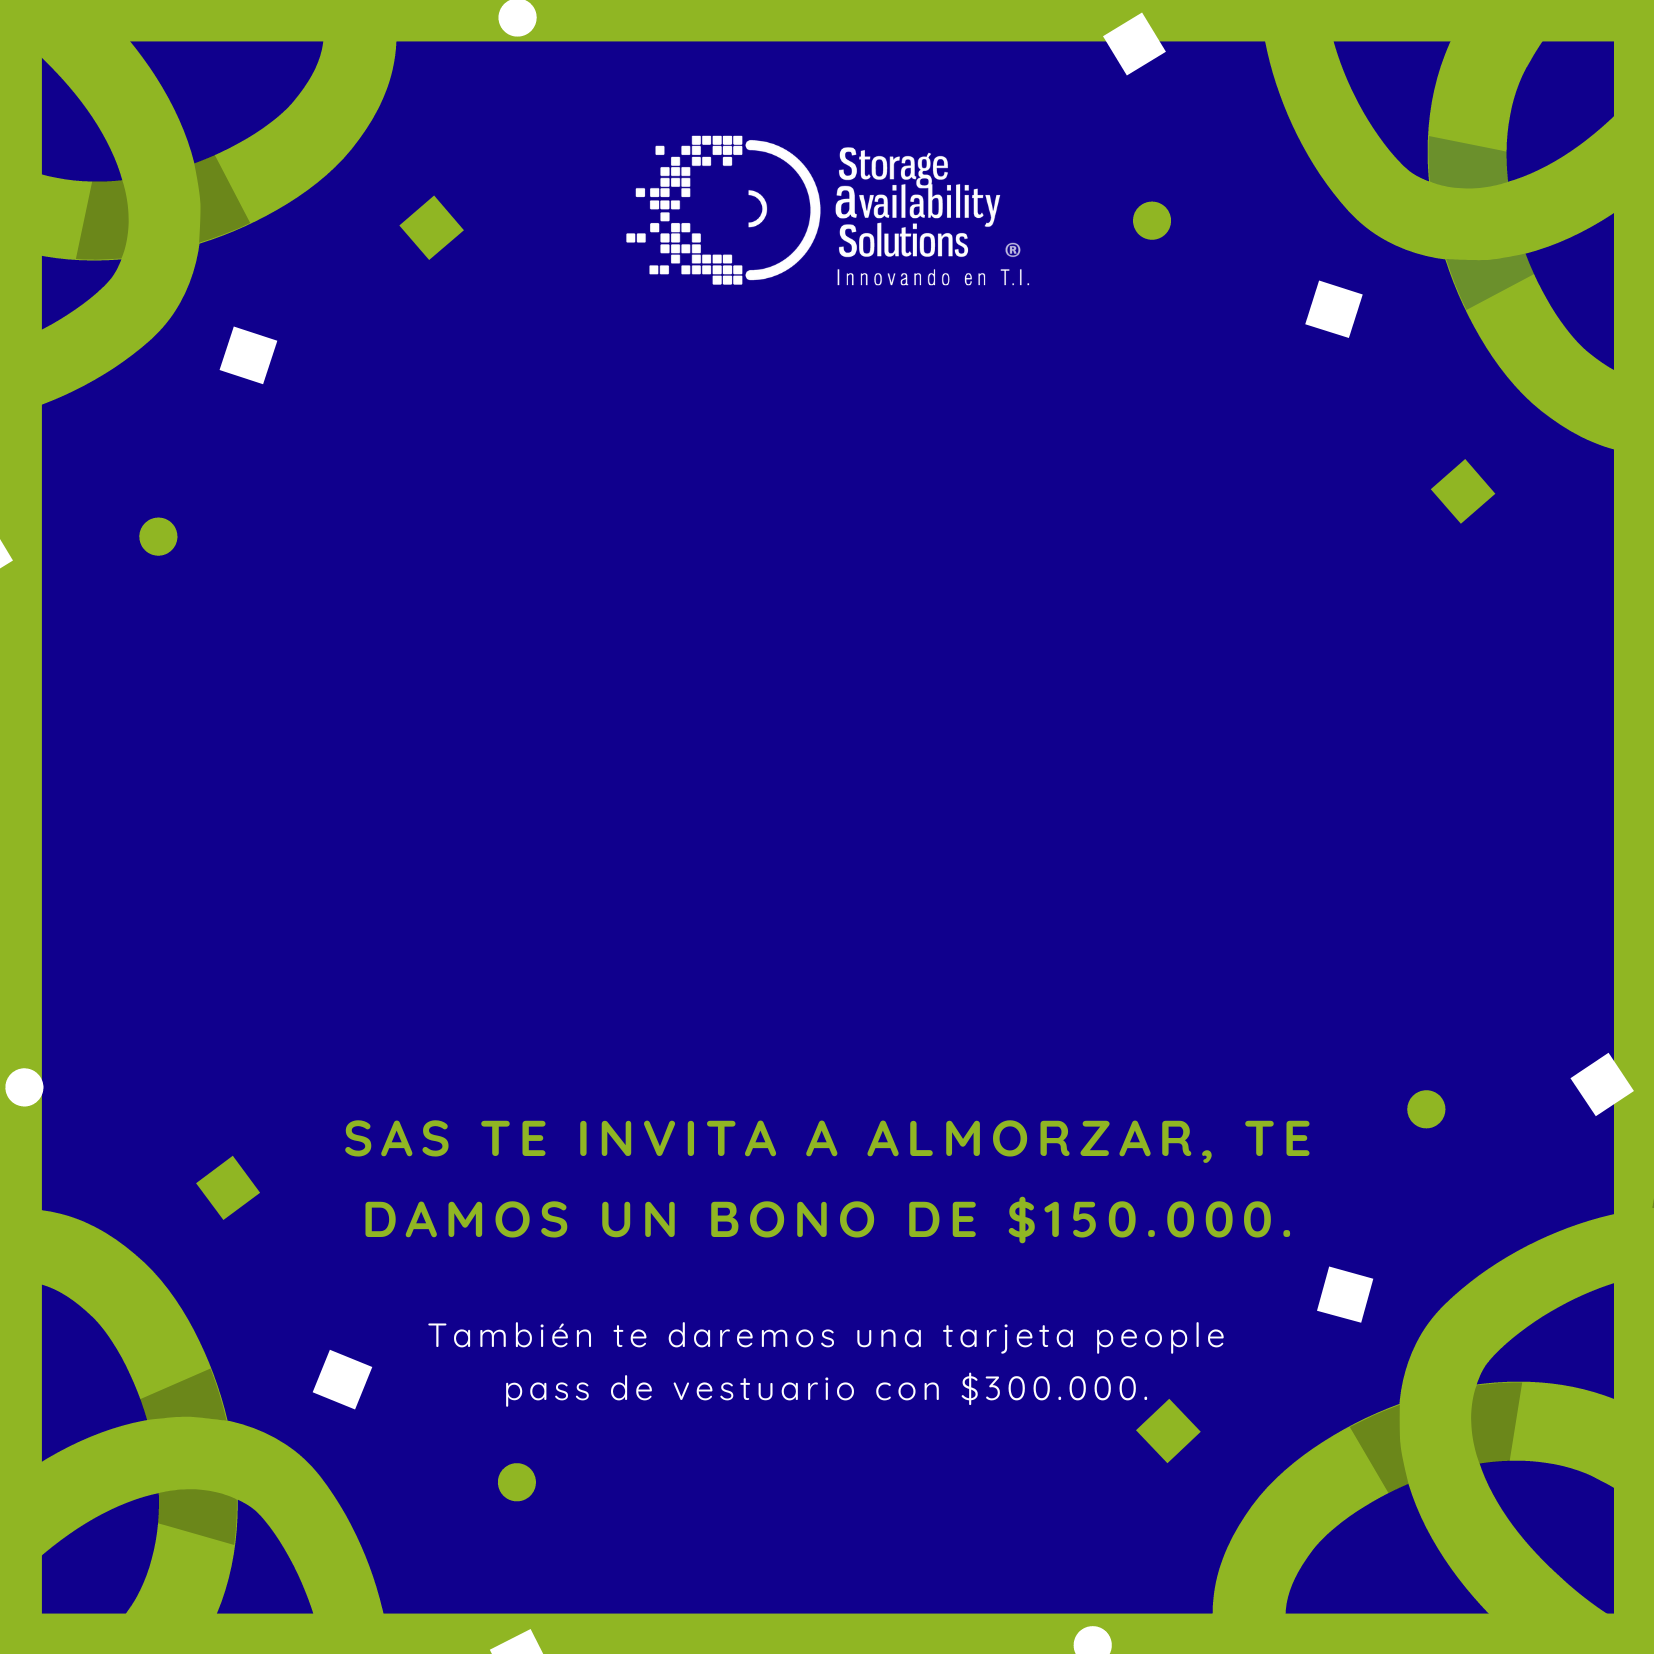 Storage
availability
Solutions ®
Innovando en T.I.
SAS TE INVITA A ALMORZAR, TE
DAMOS UN BONO DE $150.000.
También te daremos una tarjeta people
pass de vestuario con $300.000.